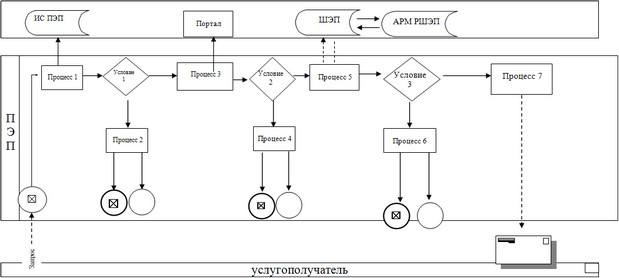 ИС ПЭП
Портал
ШЭП
АРМ РШЭП
Процесс 1
Условие
1
Процесс 3
Условие
2
Процесс 5
Условие
3
Процесс 7
ПЭП
Процесс 2
Процесс 4
Процесс 6
Запрос
услугополучатель